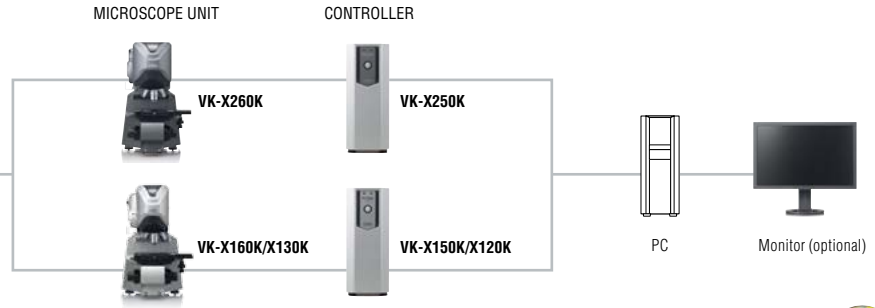 MICROSCOPE UNIT
CONTROLLER
VK-X260K
VK-X250K
VK-X160K/X130K
VK-X150K/X120K
PC
Monitor (optional)